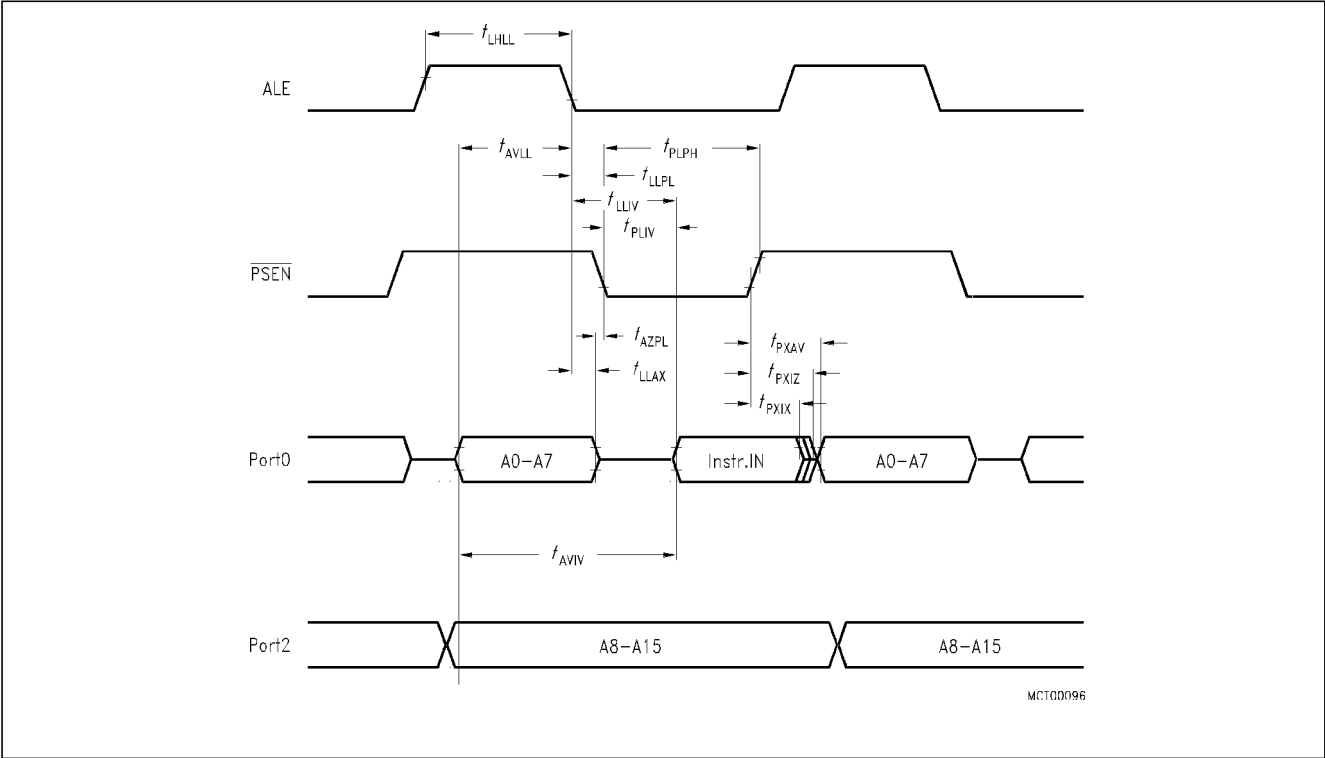 tLHLL
ALE
tAVLL
tPLPH
tLLPL
tLLIV
tPLIV
PSEN
tAZPL
tPXAV
tLLAX
tPXIZ
tPXIX
Port0
A0-A7
Instr.IN
A0-A7
tAVIV
Port2
A8-A15
A8-A15
MCT00096